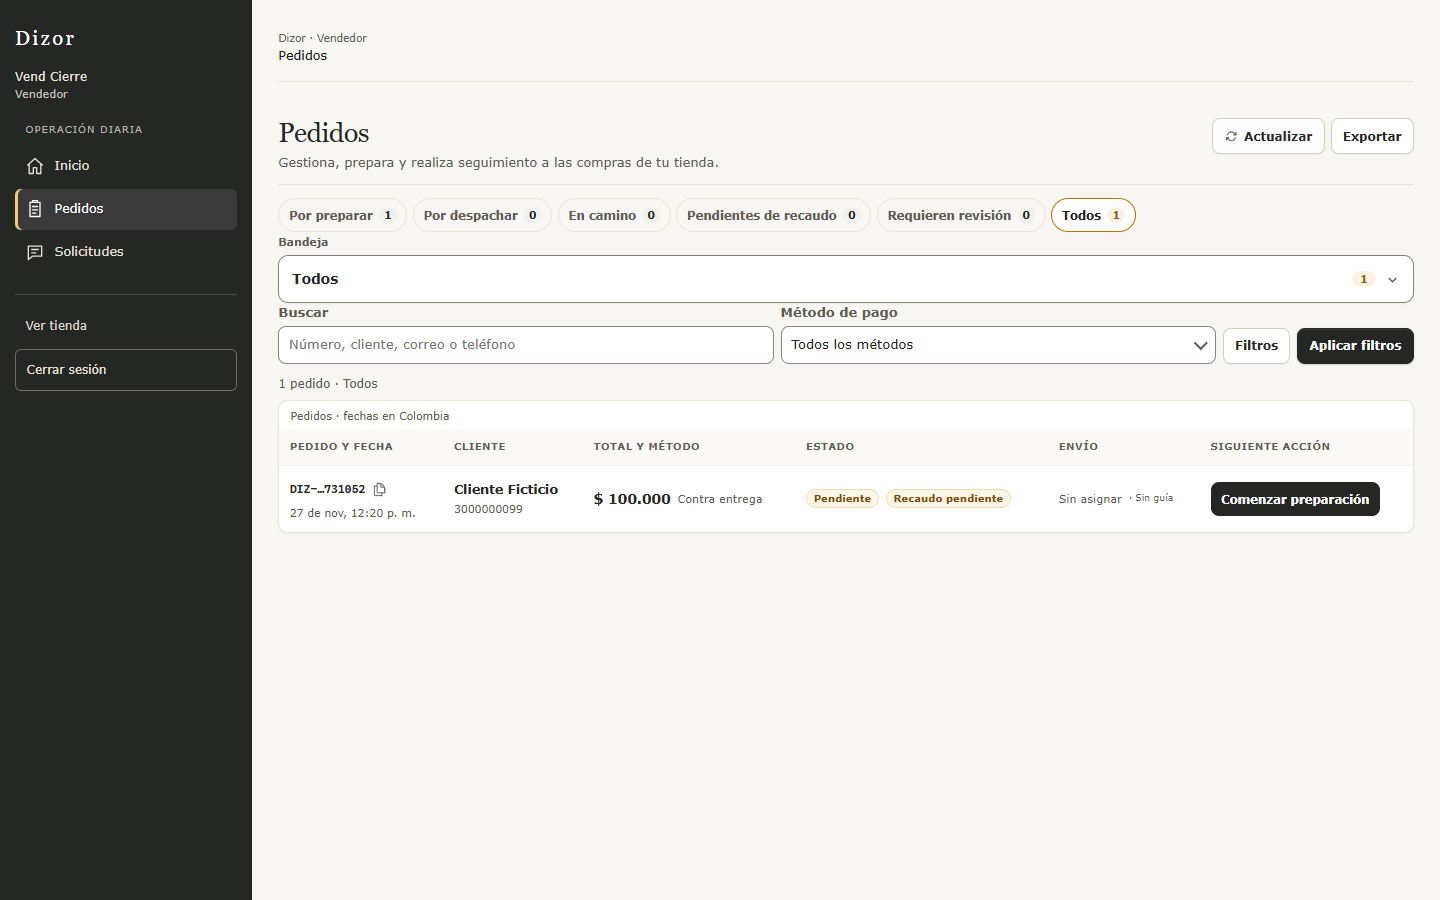 Dizor
Vend Cierre
Vendedor
OPERACIÓN DIARIA
Inicio
Pedidos
Solicitudes
Ver tienda
Cerrar sesión
Dizor · Vendedor
Pedidos
Pedidos
Gestiona, prepara y realiza seguimiento a las compras de tu tienda.
Actualizar
Exportar
Por preparar 1
Por despachar 0
En camino 0
Pendientes de recaudo 0
Requieren revisión 0
Todos 1
Bandeja
Todos 1
Buscar
Número, cliente, correo o teléfono
Método de pago
Todos los métodos
Filtros
Aplicar filtros
1 pedido · Todos
Pedidos · fechas en Colombia
PEDIDO Y FECHA CLIENTE TOTAL Y MÉTODO ESTADO ENVÍO SIGUIENTE ACCIÓN
DIZ-…731052
27 de nov, 12:20 p. m.
Cliente Ficticio
3000000099
$ 100.000 Contra entrega
Pendiente Recaudo pendiente
Sin asignar · Sin guía
Comenzar preparación